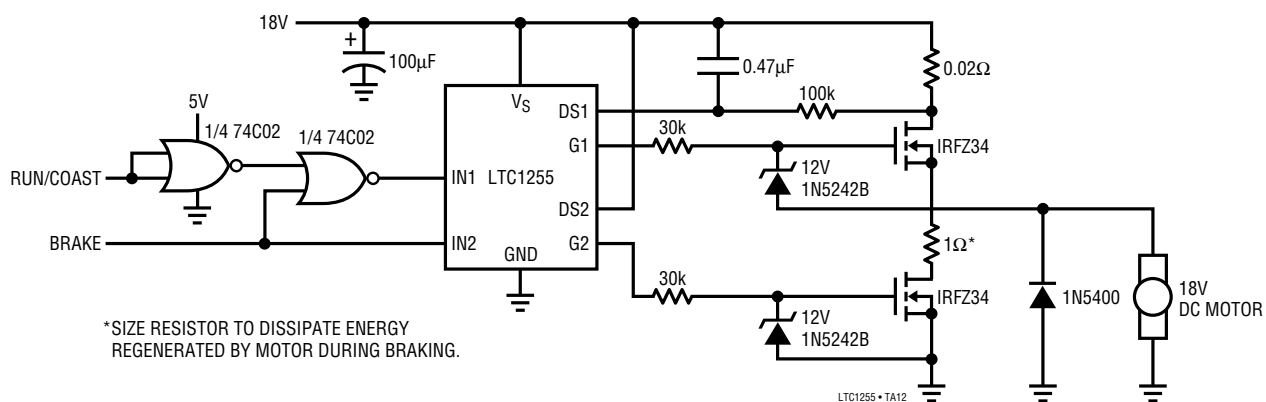 18V
+
100µF
0.47µF
0.02Ω
5V
1/4 74C02
1/4 74C02
VS
DS1
100k
G1
30k
IRFZ34
RUN/COAST
IN1
LTC1255
12V
1N5242B
DS2
BRAKE
IN2
G2
GND
1Ω*
30k
IRFZ34
1N5400
18V
DC MOTOR
12V
1N5242B
*SIZE RESISTOR TO DISSIPATE ENERGY
REGENERATED BY MOTOR DURING BRAKING.
LTC1255 • TA12